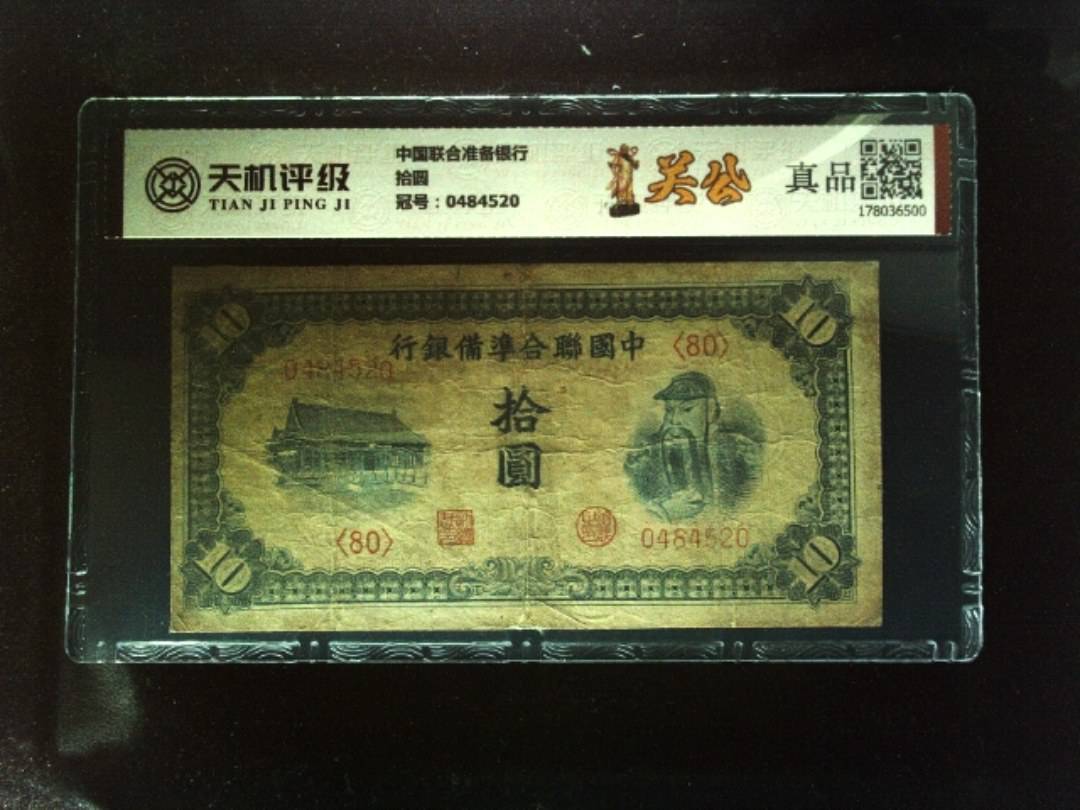 天机评级
TIAN JI PING JI
中国联合准备银行
拾圆
冠号：0484520
关公
真品
178036500
10
10
行銀備準合聯國中
〈80〉
0484520
拾
圓
〈80〉
0484520
10
10